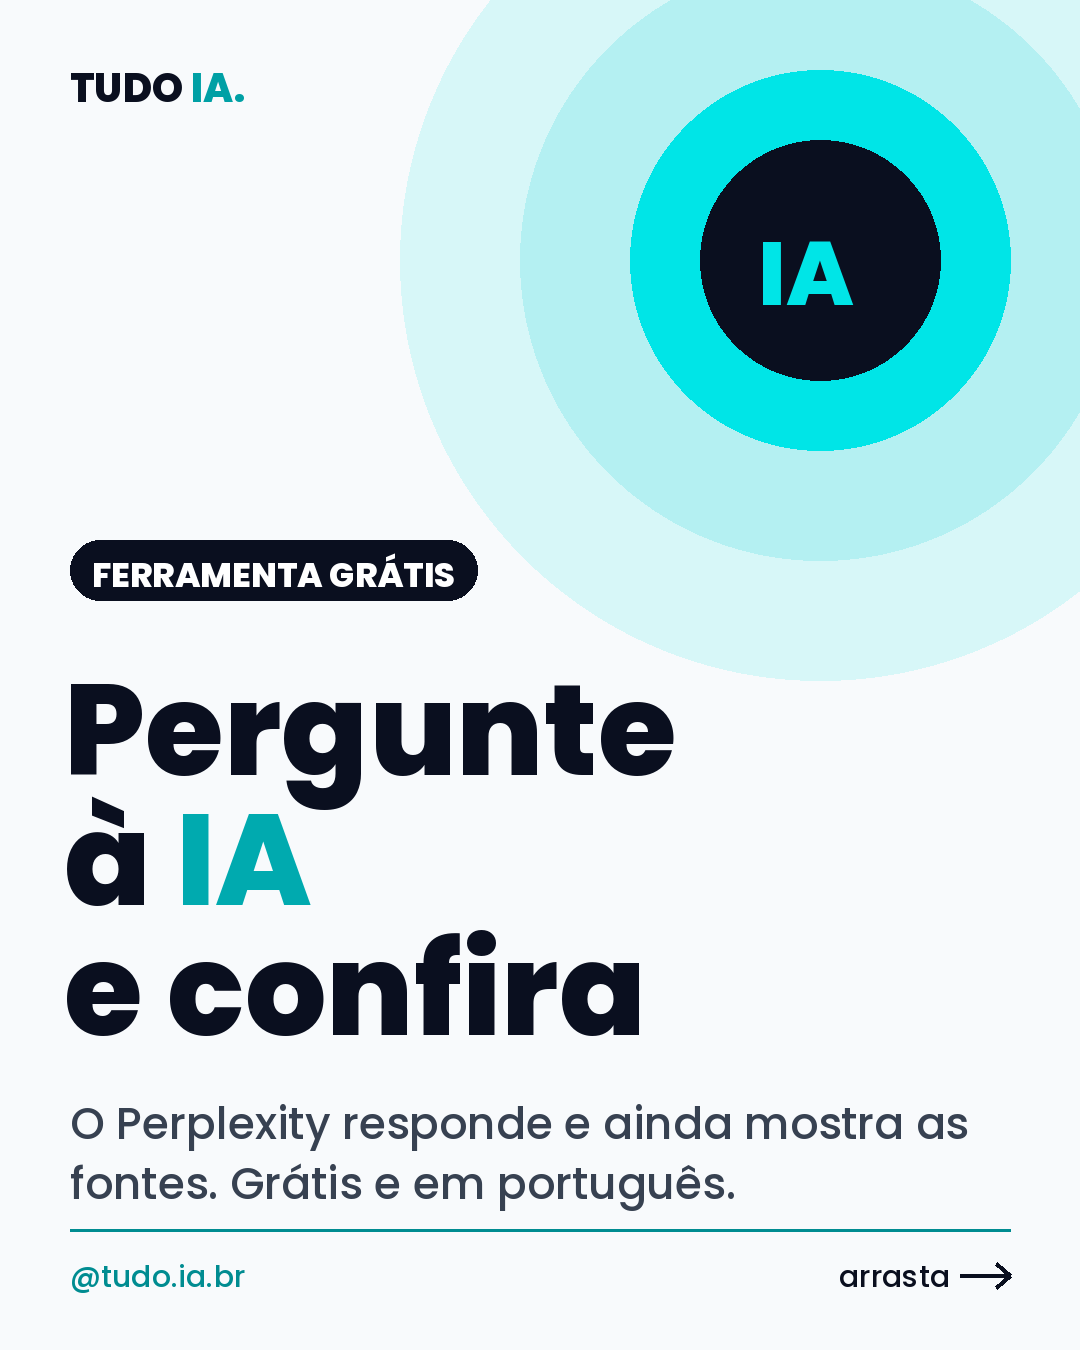 TUDO IA.
IA
FERRAMENTA GRÁTIS
Pergunte
à IA
e confira
O Perplexity responde e ainda mostra as
fontes. Grátis e em português.
@tudo.ia.br
arrasta →